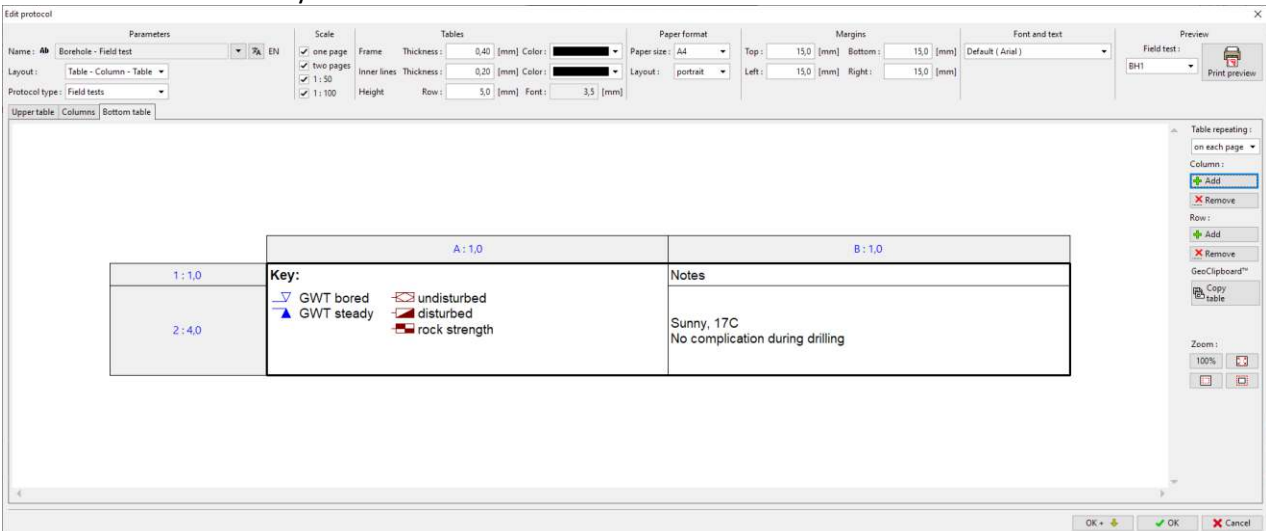 Edit protocol
Parameters Scale Tables Paper format Margins Font and text Preview
Name : Ab Borehole - Field test EN
Layout : Table - Column - Table
Protocol type : Field tests
one page
two pages
1 : 50
1 : 100
Frame Thickness : 0,40 [mm] Color :
Inner lines Thickness : 0,20 [mm] Color :
Height Row : 5,0 [mm] Font : 3,5 [mm]
Paper size : A4
Layout : portrait
Top : 15,0 [mm] Bottom : 15,0 [mm]
Left : 15,0 [mm] Right : 15,0 [mm]
Default ( Arial )
Field test :
BH1
Print preview
Upper table Columns Bottom table
A : 1,0 B : 1,0
1 : 1,0 Key: Notes
2 : 4,0
GWT bored undisturbed
GWT steady disturbed
rock strength
Sunny, 17C
No complication during drilling
Table repeating :
on each page
Column :
Add
Remove
Row :
Add
Remove
GeoClipboard™
Copy
table
Zoom :
100%
OK + OK Cancel